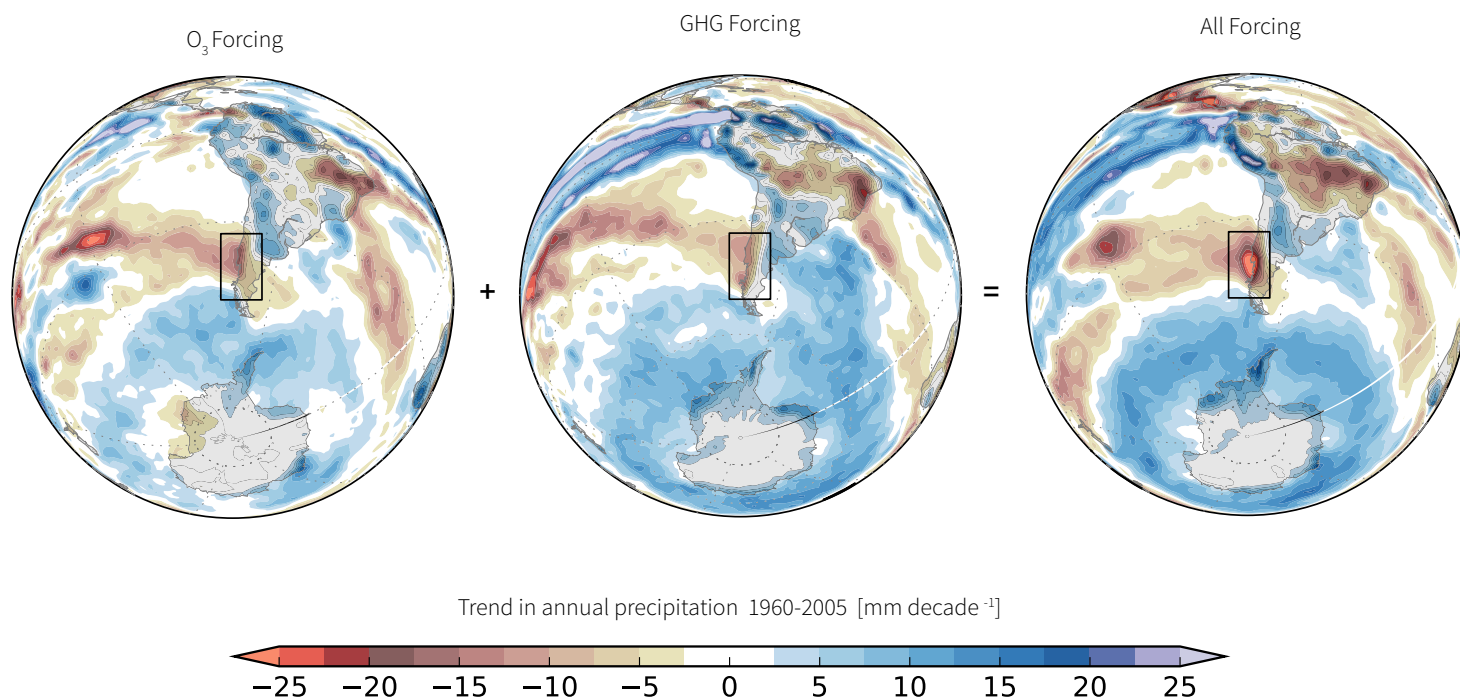 O3 Forcing
GHG Forcing
All Forcing
+
=
Trend in annual precipitation 1960-2005 [mm decade -1]
−25 −20 −15 −10 −5 0 5 10 15 20 25